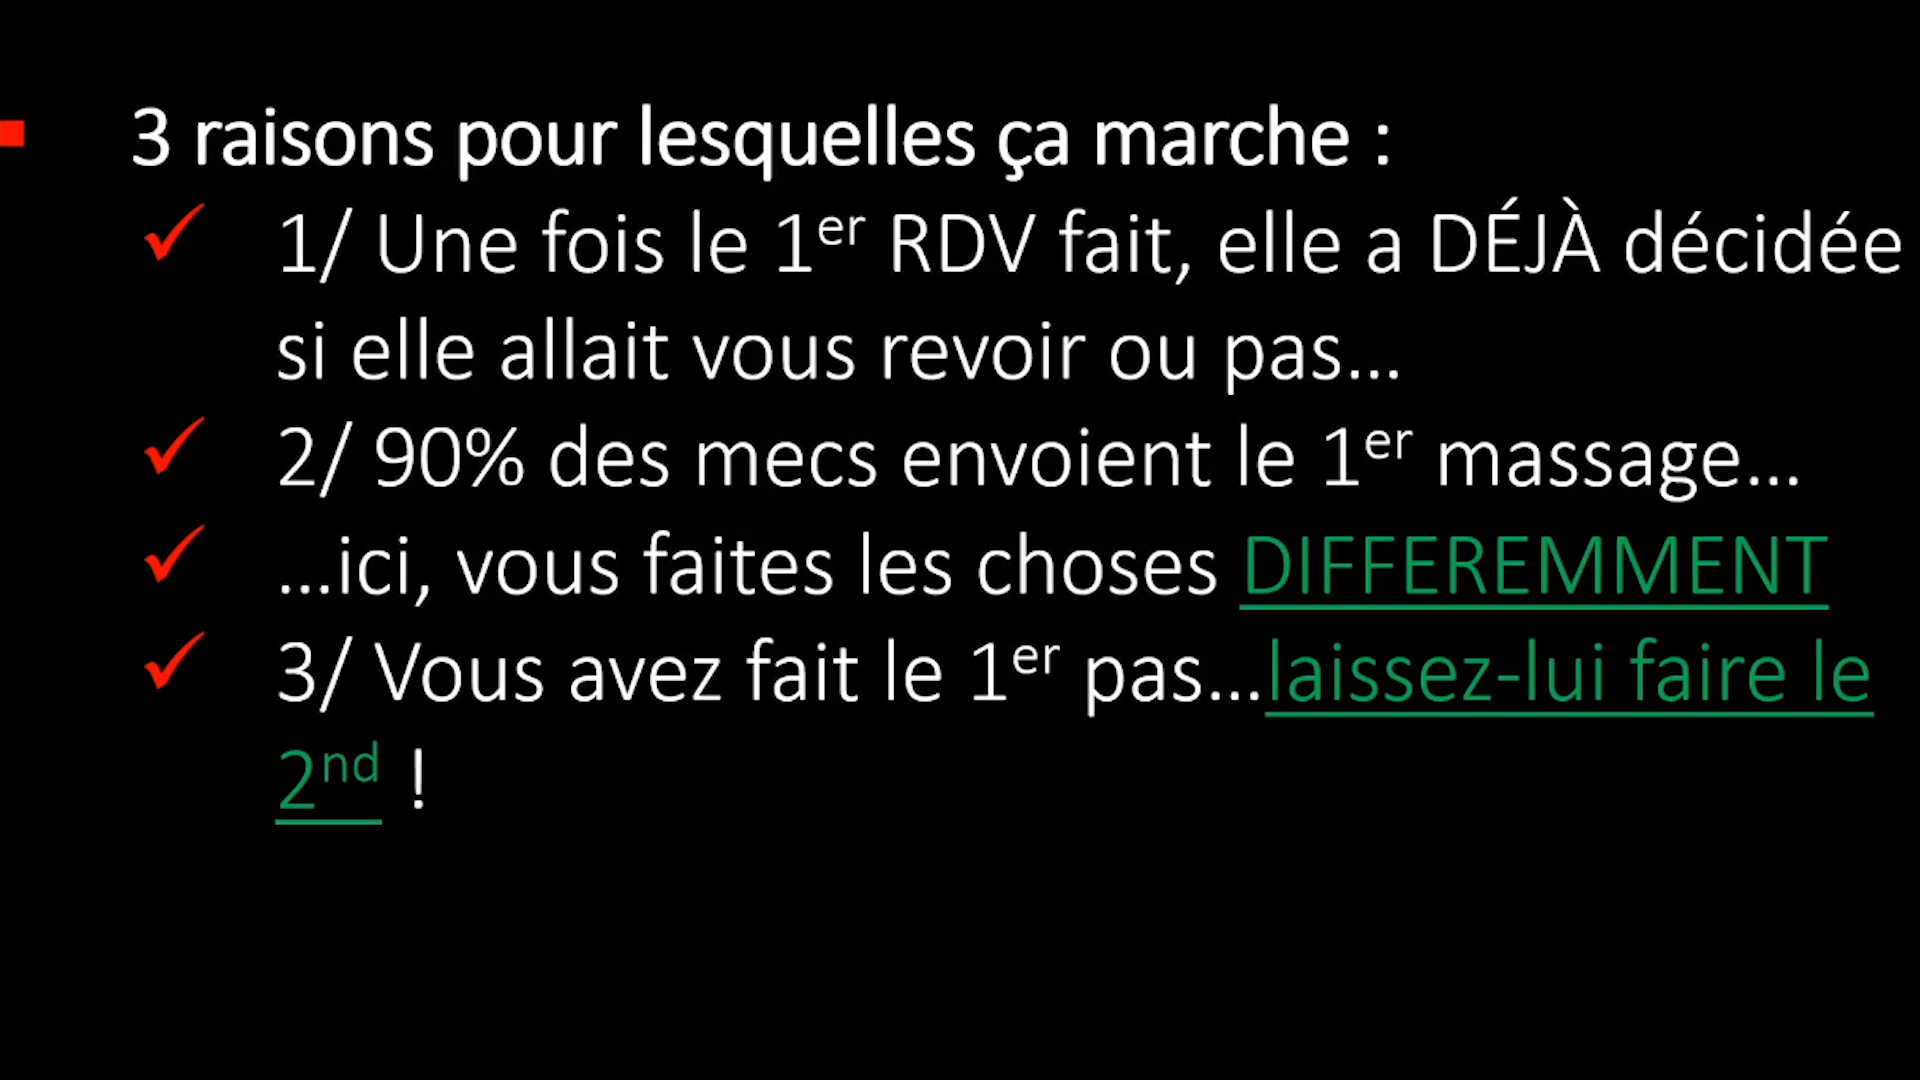 3 raisons pour lesquelles ça marche :
1/ Une fois le 1er RDV fait, elle a DÉJÀ décidée
si elle allait vous revoir ou pas...
2/ 90% des mecs envoient le 1er massage...
...ici, vous faites les choses DIFFEREMMENT
3/ Vous avez fait le 1er pas...laissez-lui faire le
2nd !